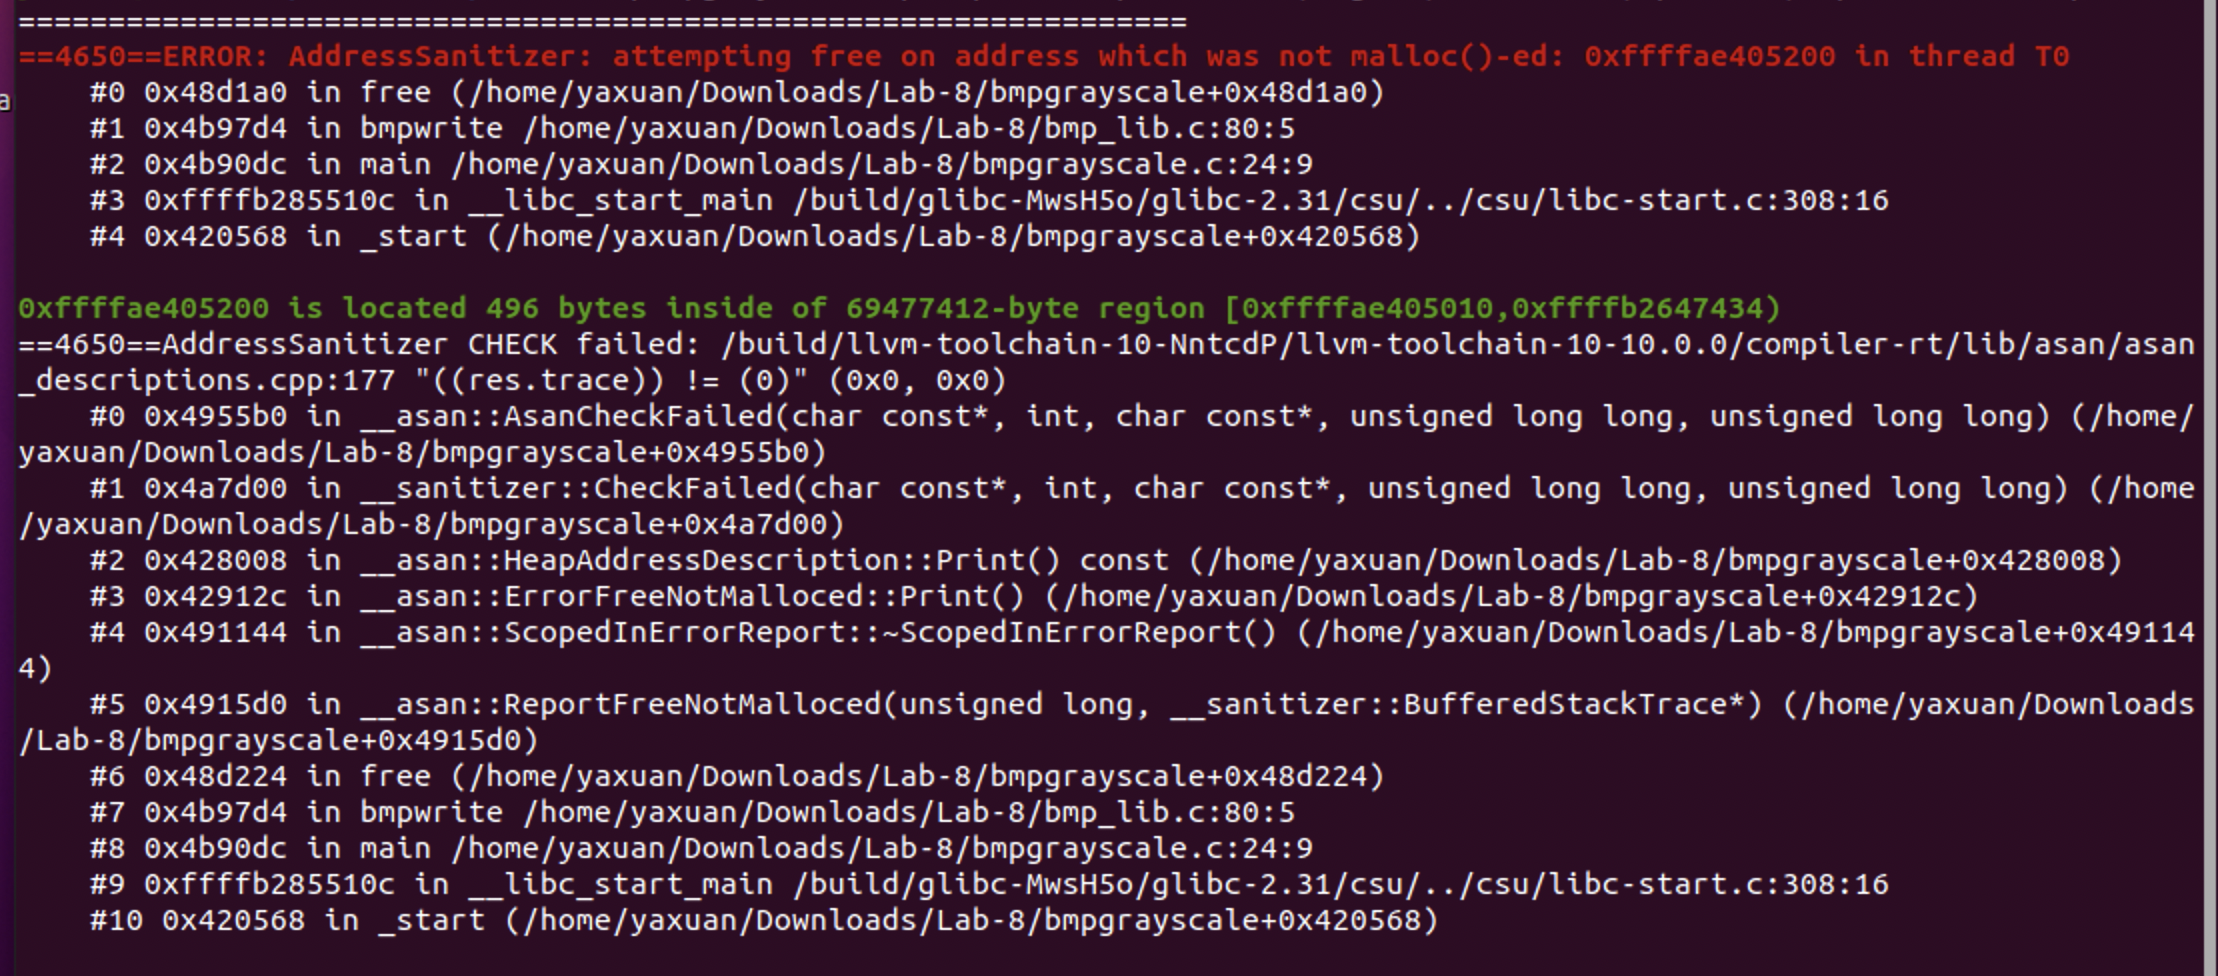 =================================================================
==4650==ERROR: AddressSanitizer: attempting free on address which was not malloc()-ed: 0xffffae405200 in thread T0
a
    #0 0x48d1a0 in free (/home/yaxuan/Downloads/Lab-8/bmpgrayscale+0x48d1a0)
    #1 0x4b97d4 in bmpwrite /home/yaxuan/Downloads/Lab-8/bmp_lib.c:80:5
    #2 0x4b90dc in main /home/yaxuan/Downloads/Lab-8/bmpgrayscale.c:24:9
    #3 0xffffb285510c in __libc_start_main /build/glibc-MwsH5o/glibc-2.31/csu/../csu/libc-start.c:308:16
    #4 0x420568 in _start (/home/yaxuan/Downloads/Lab-8/bmpgrayscale+0x420568)

0xffffae405200 is located 496 bytes inside of 69477412-byte region [0xffffae405010,0xffffb2647434)
==4650==AddressSanitizer CHECK failed: /build/llvm-toolchain-10-NntcdP/llvm-toolchain-10-10.0.0/compiler-rt/lib/asan/asan
_descriptions.cpp:177 "((res.trace)) != (0)" (0x0, 0x0)
    #0 0x4955b0 in __asan::AsanCheckFailed(char const*, int, char const*, unsigned long long, unsigned long long) (/home/
yaxuan/Downloads/Lab-8/bmpgrayscale+0x4955b0)
    #1 0x4a7d00 in __sanitizer::CheckFailed(char const*, int, char const*, unsigned long long, unsigned long long) (/home
/yaxuan/Downloads/Lab-8/bmpgrayscale+0x4a7d00)
    #2 0x428008 in __asan::HeapAddressDescription::Print() const (/home/yaxuan/Downloads/Lab-8/bmpgrayscale+0x428008)
    #3 0x42912c in __asan::ErrorFreeNotMalloced::Print() (/home/yaxuan/Downloads/Lab-8/bmpgrayscale+0x42912c)
    #4 0x491144 in __asan::ScopedInErrorReport::~ScopedInErrorReport() (/home/yaxuan/Downloads/Lab-8/bmpgrayscale+0x49114
4)
    #5 0x4915d0 in __asan::ReportFreeNotMalloced(unsigned long, __sanitizer::BufferedStackTrace*) (/home/yaxuan/Downloads
/Lab-8/bmpgrayscale+0x4915d0)
    #6 0x48d224 in free (/home/yaxuan/Downloads/Lab-8/bmpgrayscale+0x48d224)
    #7 0x4b97d4 in bmpwrite /home/yaxuan/Downloads/Lab-8/bmp_lib.c:80:5
    #8 0x4b90dc in main /home/yaxuan/Downloads/Lab-8/bmpgrayscale.c:24:9
    #9 0xffffb285510c in __libc_start_main /build/glibc-MwsH5o/glibc-2.31/csu/../csu/libc-start.c:308:16
    #10 0x420568 in _start (/home/yaxuan/Downloads/Lab-8/bmpgrayscale+0x420568)